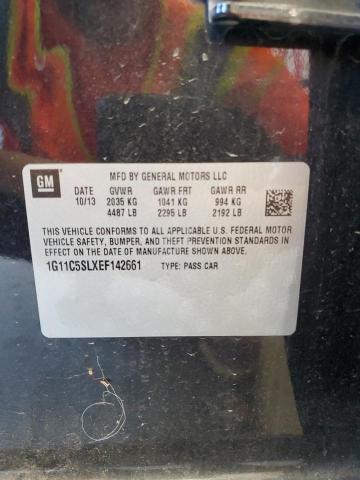 GM
MFD BY GENERAL MOTORS LLC
DATE GVWR GAWR FRT GAWR RR
10/13 2035 KG 1041 KG 994 KG
4487 LB 2295 LB 2192 LB
THIS VEHICLE CONFORMS TO ALL APPLICABLE U.S. FEDERAL MOTOR
VEHICLE SAFETY, BUMPER, AND THEFT PREVENTION STANDARDS IN
EFFECT ON THE DATE OF MANUFACTURE SHOWN ABOVE.
1G11C5SLXEF142661 TYPE: PASS CAR